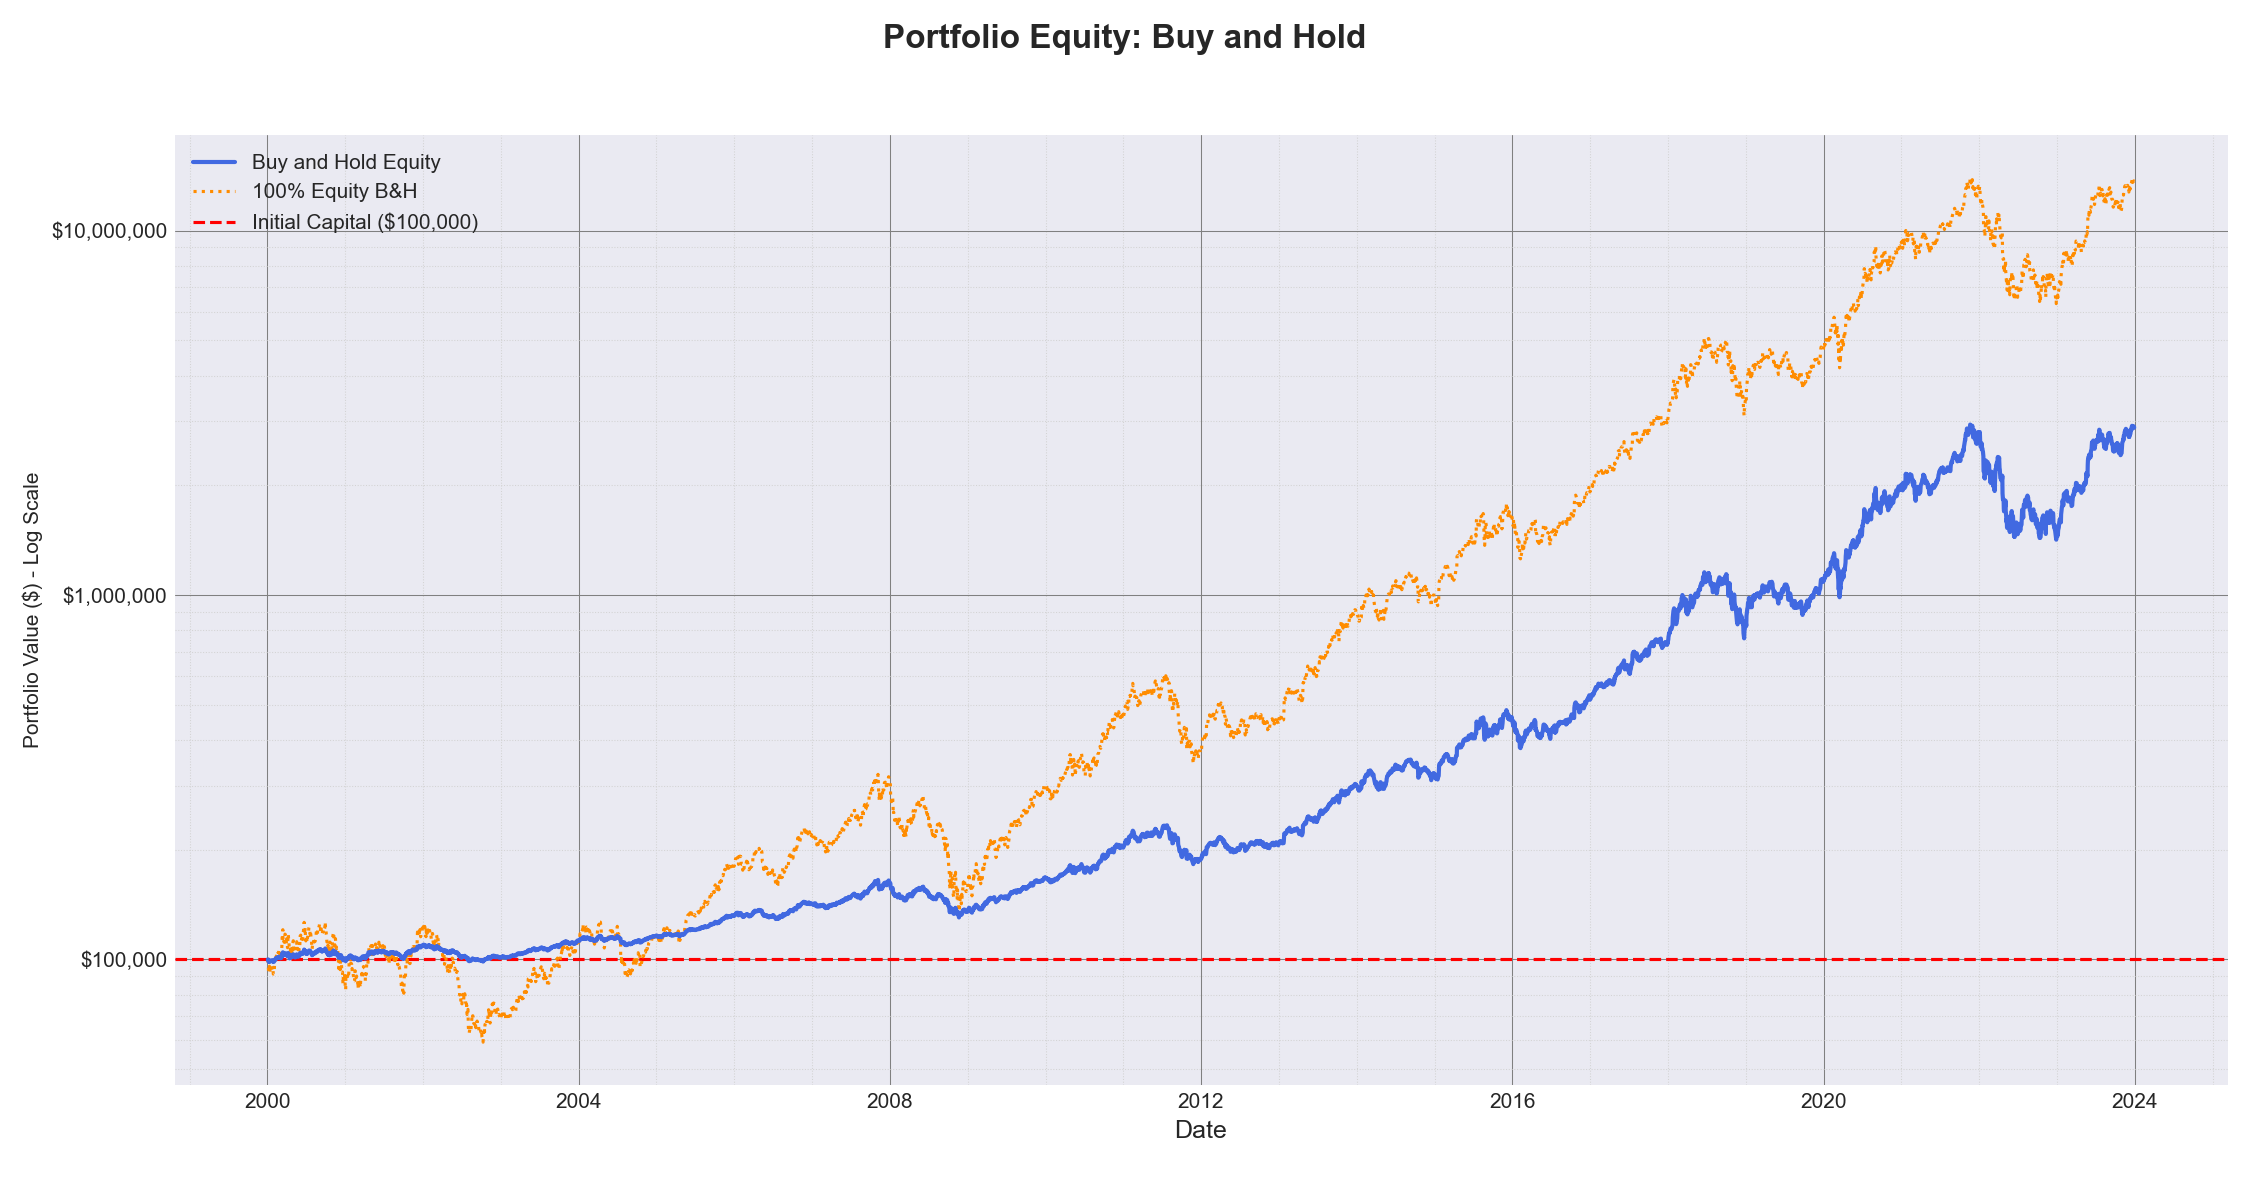 Portfolio Equity: Buy and Hold
Buy and Hold Equity
100% Equity B&H
Initial Capital ($100,000)
$10,000,000
$1,000,000
$100,000
Portfolio Value ($) - Log Scale
2000 2004 2008 2012 2016 2020 2024
Date